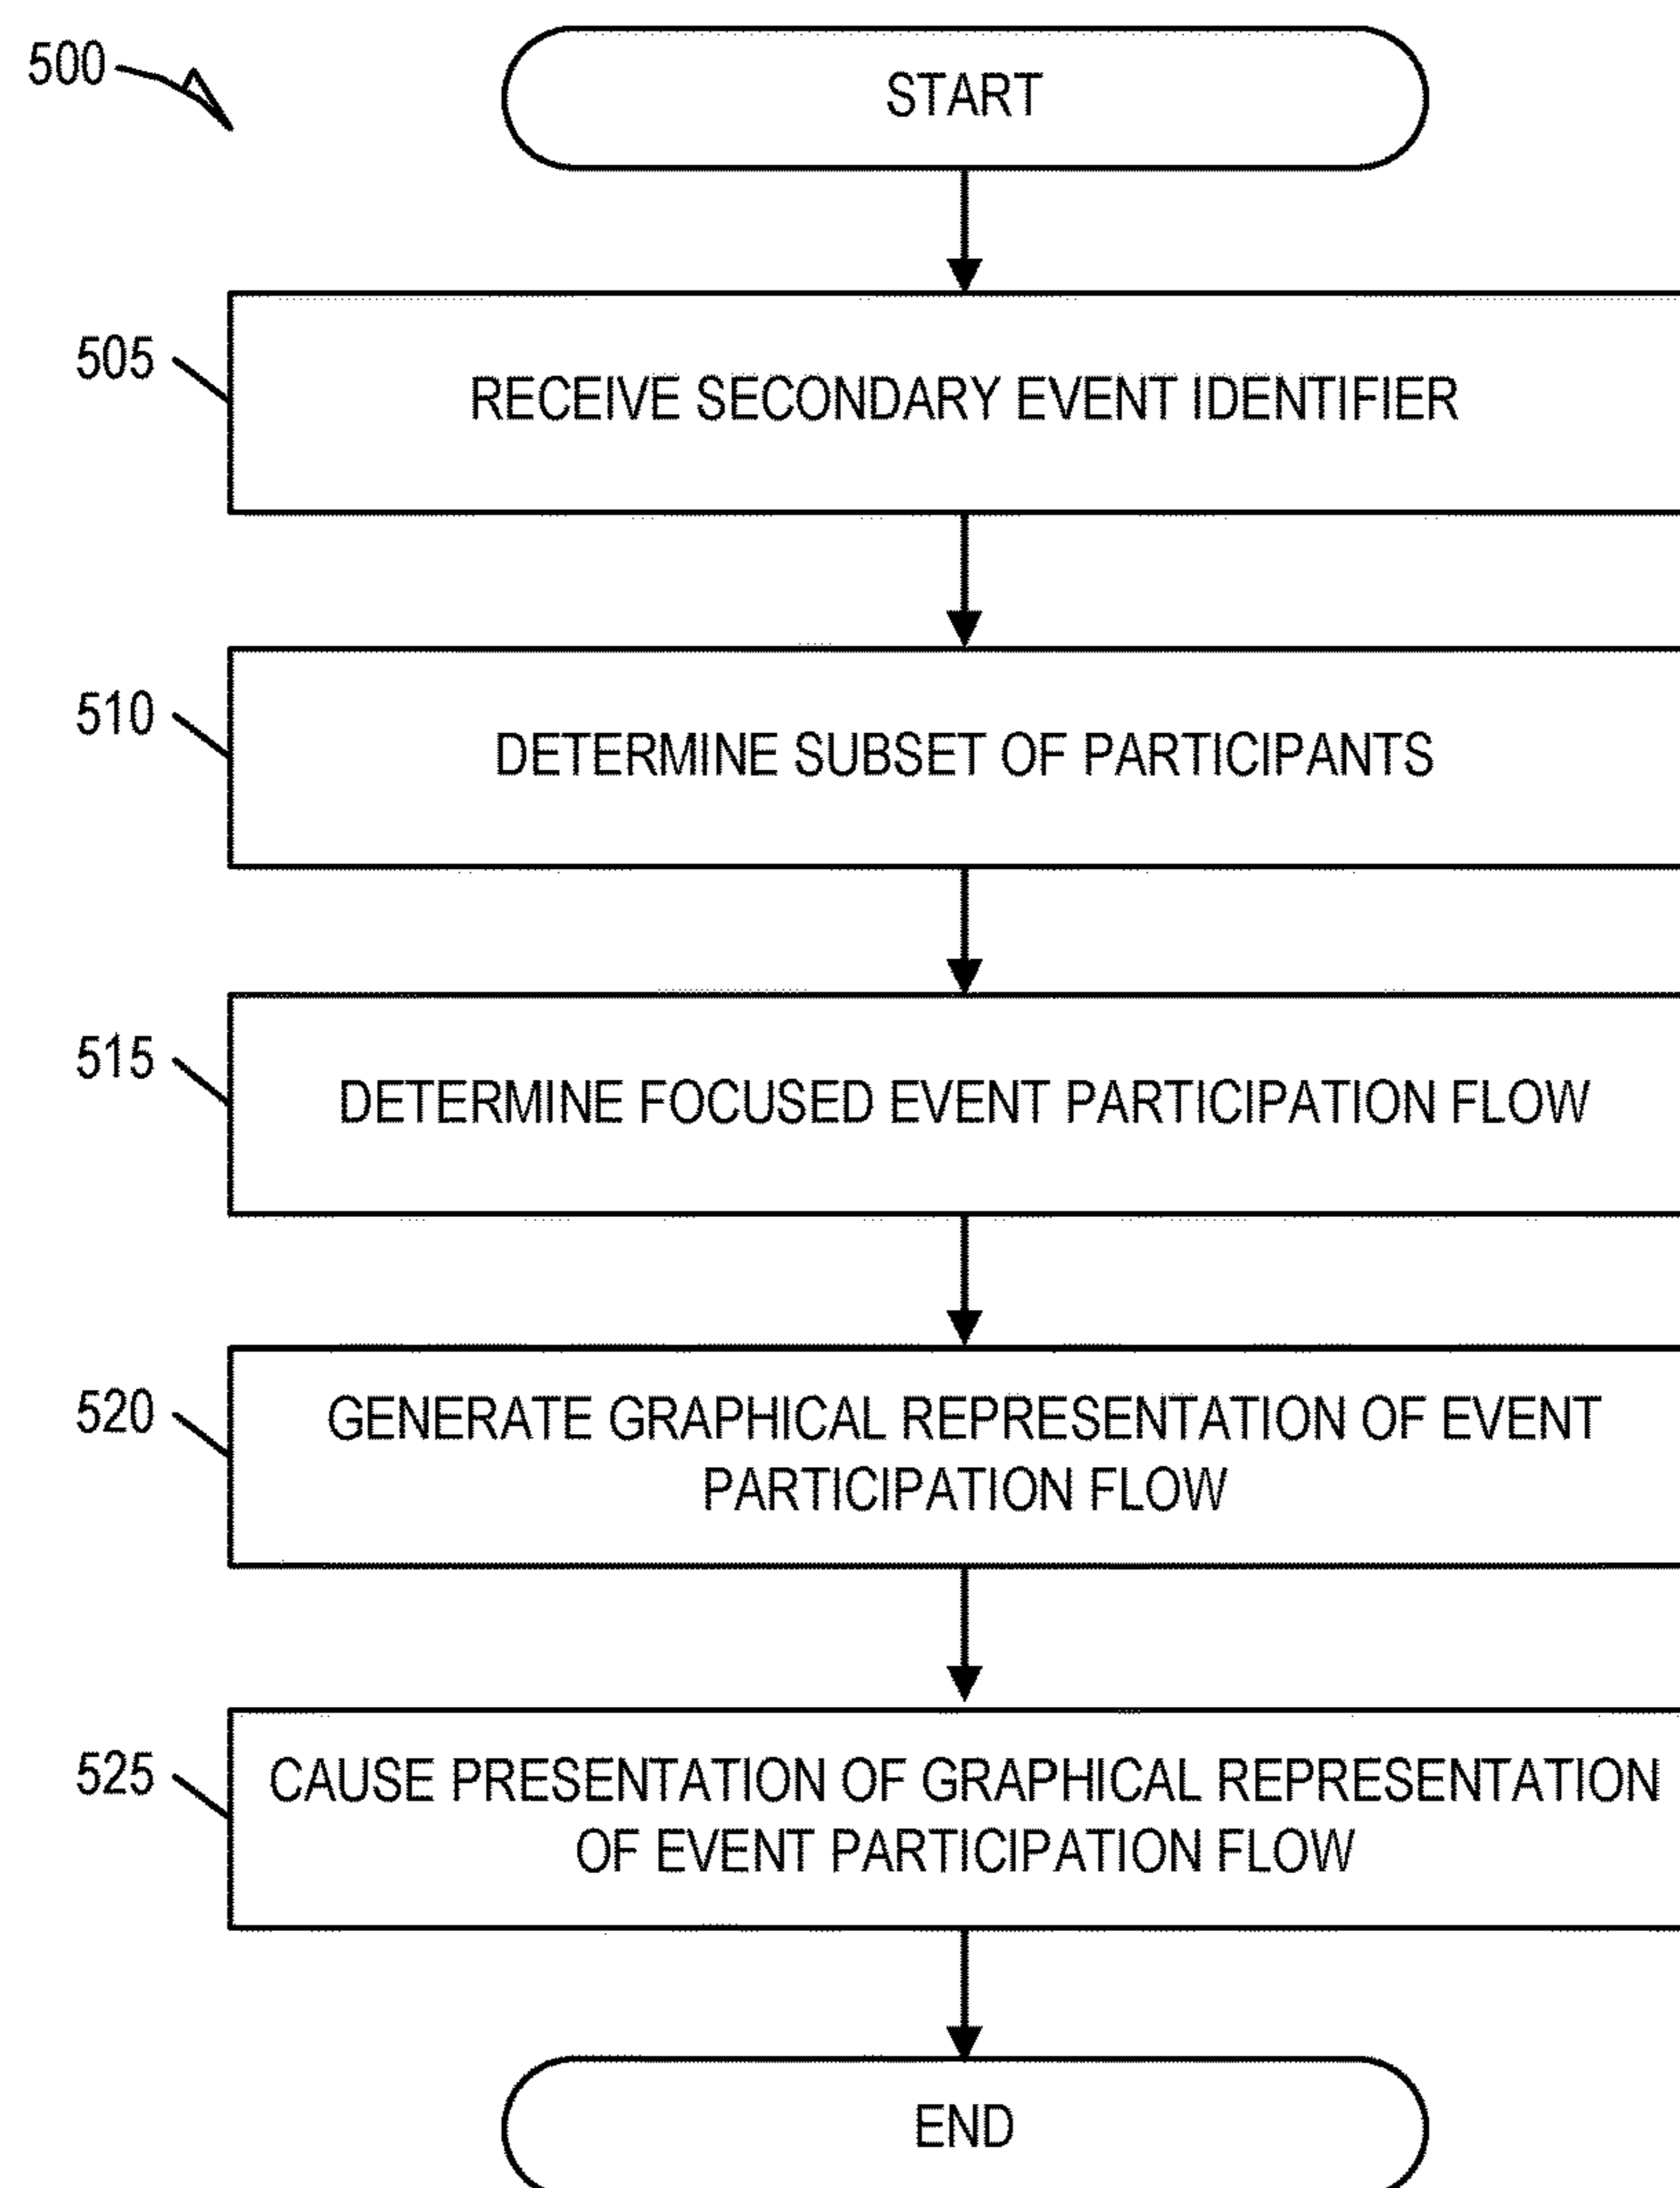 500
START
505
RECEIVE SECONDARY EVENT IDENTIFIER
510
DETERMINE SUBSET OF PARTICIPANTS
515
DETERMINE FOCUSED EVENT PARTICIPATION FLOW
520
GENERATE GRAPHICAL REPRESENTATION OF EVENT
PARTICIPATION FLOW
525
CAUSE PRESENTATION OF GRAPHICAL REPRESENTATION
OF EVENT PARTICIPATION FLOW
END